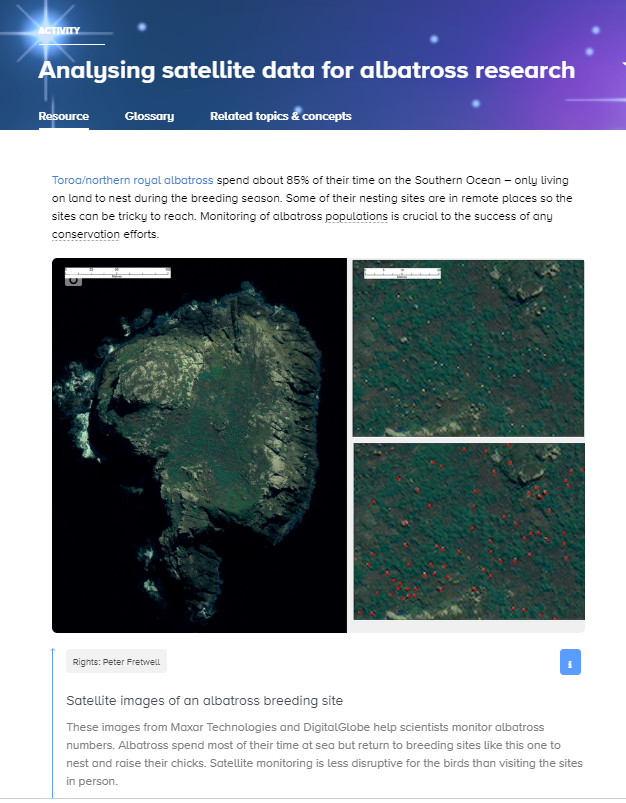 ACTIVITY
Analysing satellite data for albatross research
Resource Glossary Related topics & concepts
Toroa/northern royal albatross spend about 85% of their time on the Southern Ocean – only living
on land to nest during the breeding season. Some of their nesting sites are in remote places so the
sites can be tricky to reach. Monitoring of albatross populations is crucial to the success of any
conservation efforts.
Rights: Peter Fretwell
i
Satellite images of an albatross breeding site
These images from Maxar Technologies and DigitalGlobe help scientists monitor albatross
numbers. Albatross spend most of their time at sea but return to breeding sites like this one to
nest and raise their chicks. Satellite monitoring is less disruptive for the birds than visiting the sites
in person.